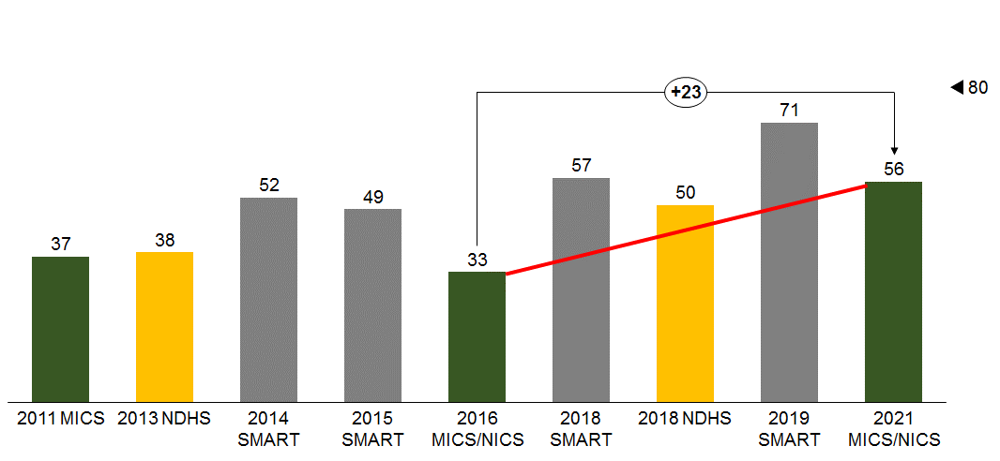 +23
80
71
57
56
52
50
49
37
38
33
2011 MICS
2013 NDHS
2014
SMART
2015
SMART
2016
MICS/NICS
2018
SMART
2018 NDHS
2019
SMART
2021
MICS/NICS